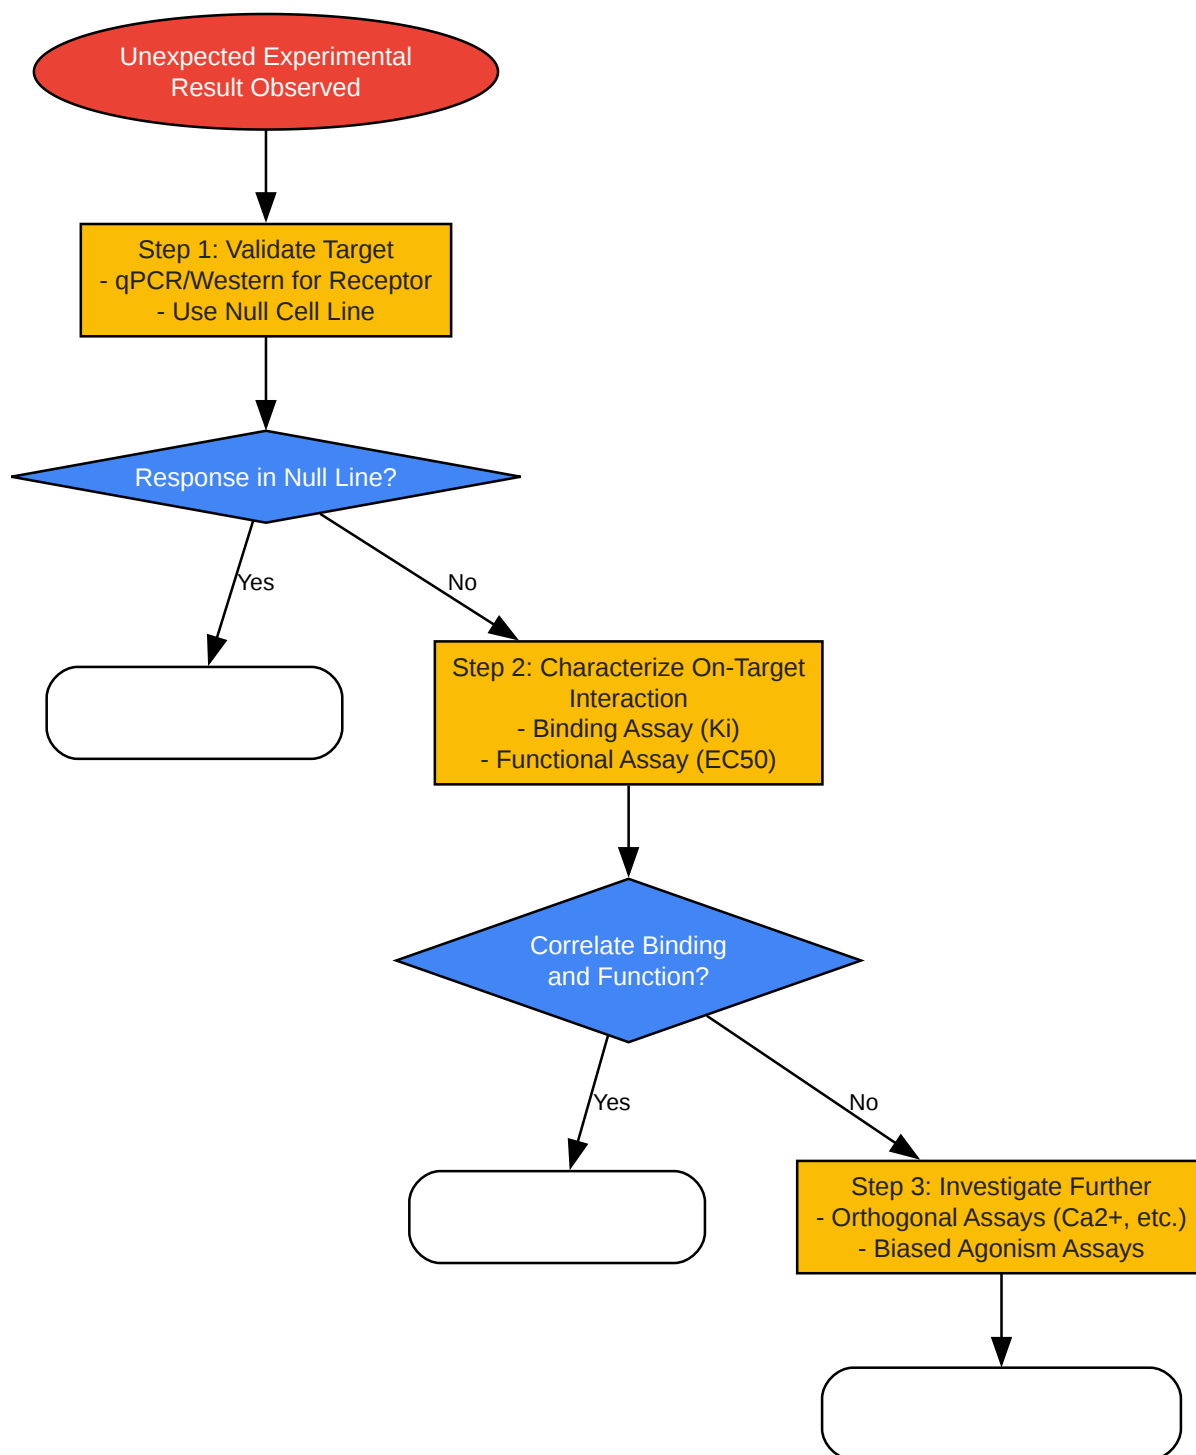 Unexpected Experimental
Result Observed
Step 1: Validate Target
- qPCR/Western for Receptor
- Use Null Cell Line
Response in Null Line?
Yes
No
Step 2: Characterize On-Target
Interaction
- Binding Assay (Ki)
- Functional Assay (EC50)
Correlate Binding
and Function?
Yes
No
Step 3: Investigate Further
- Orthogonal Assays (Ca2+, etc.)
- Biased Agonism Assays